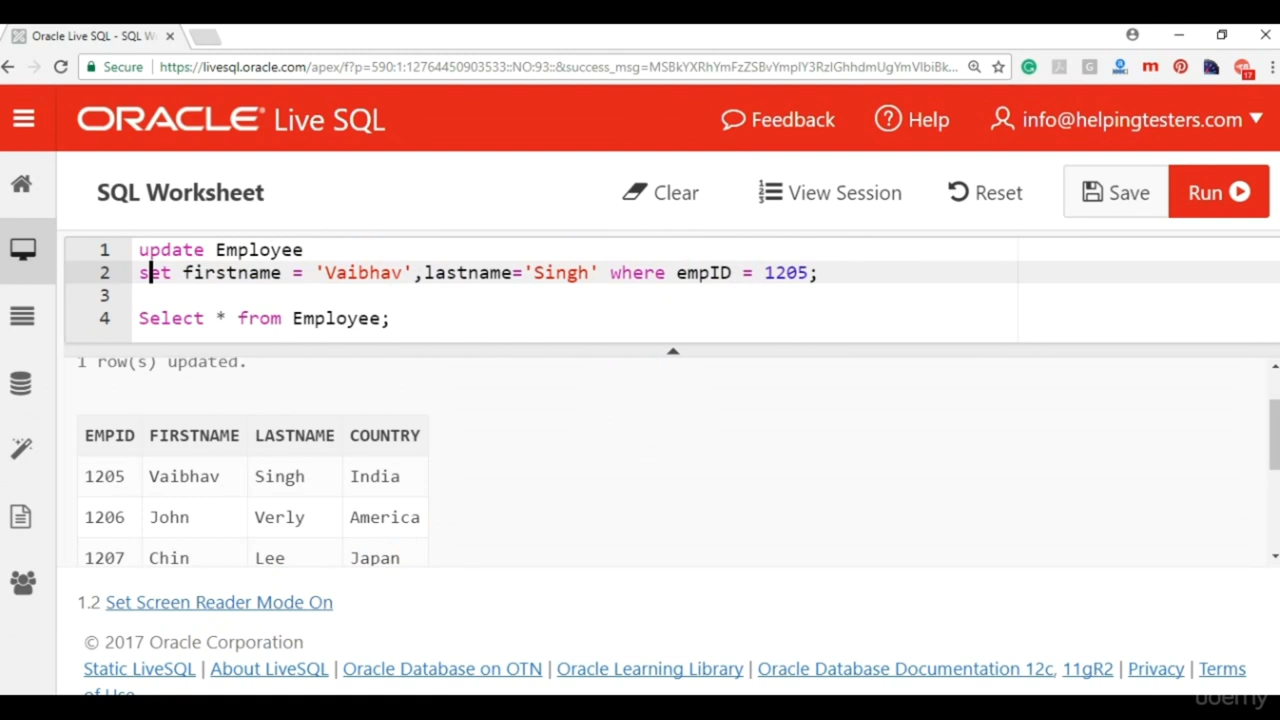 Oracle Live SQL - SQL W
Secure https://livesql.oracle.com/apex/f?p=590:1:12764450903533::NO:93::&success_msg=MSBkYXRhYmFzZSBvYmplY3RzIGhhdmUgYmVlbiBk...
17
ORACLE Live SQL
Feedback
Help
info@helpingtesters.com
SQL Worksheet
Clear
View Session
Reset
Save
Run
1 update Employee
2 set firstname = 'Vaibhav',lastname='Singh' where empID = 1205;
3
4 Select * from Employee;
1 row(s) updated.
EMPID FIRSTNAME LASTNAME COUNTRY
1205 Vaibhav Singh India
1206 John Verly America
1207 Chin Lee Japan
1.2 Set Screen Reader Mode On
© 2017 Oracle Corporation
Static LiveSQL | About LiveSQL | Oracle Database on OTN | Oracle Learning Library | Oracle Database Documentation 12c, 11gR2 | Privacy | Terms
of Use
udemy